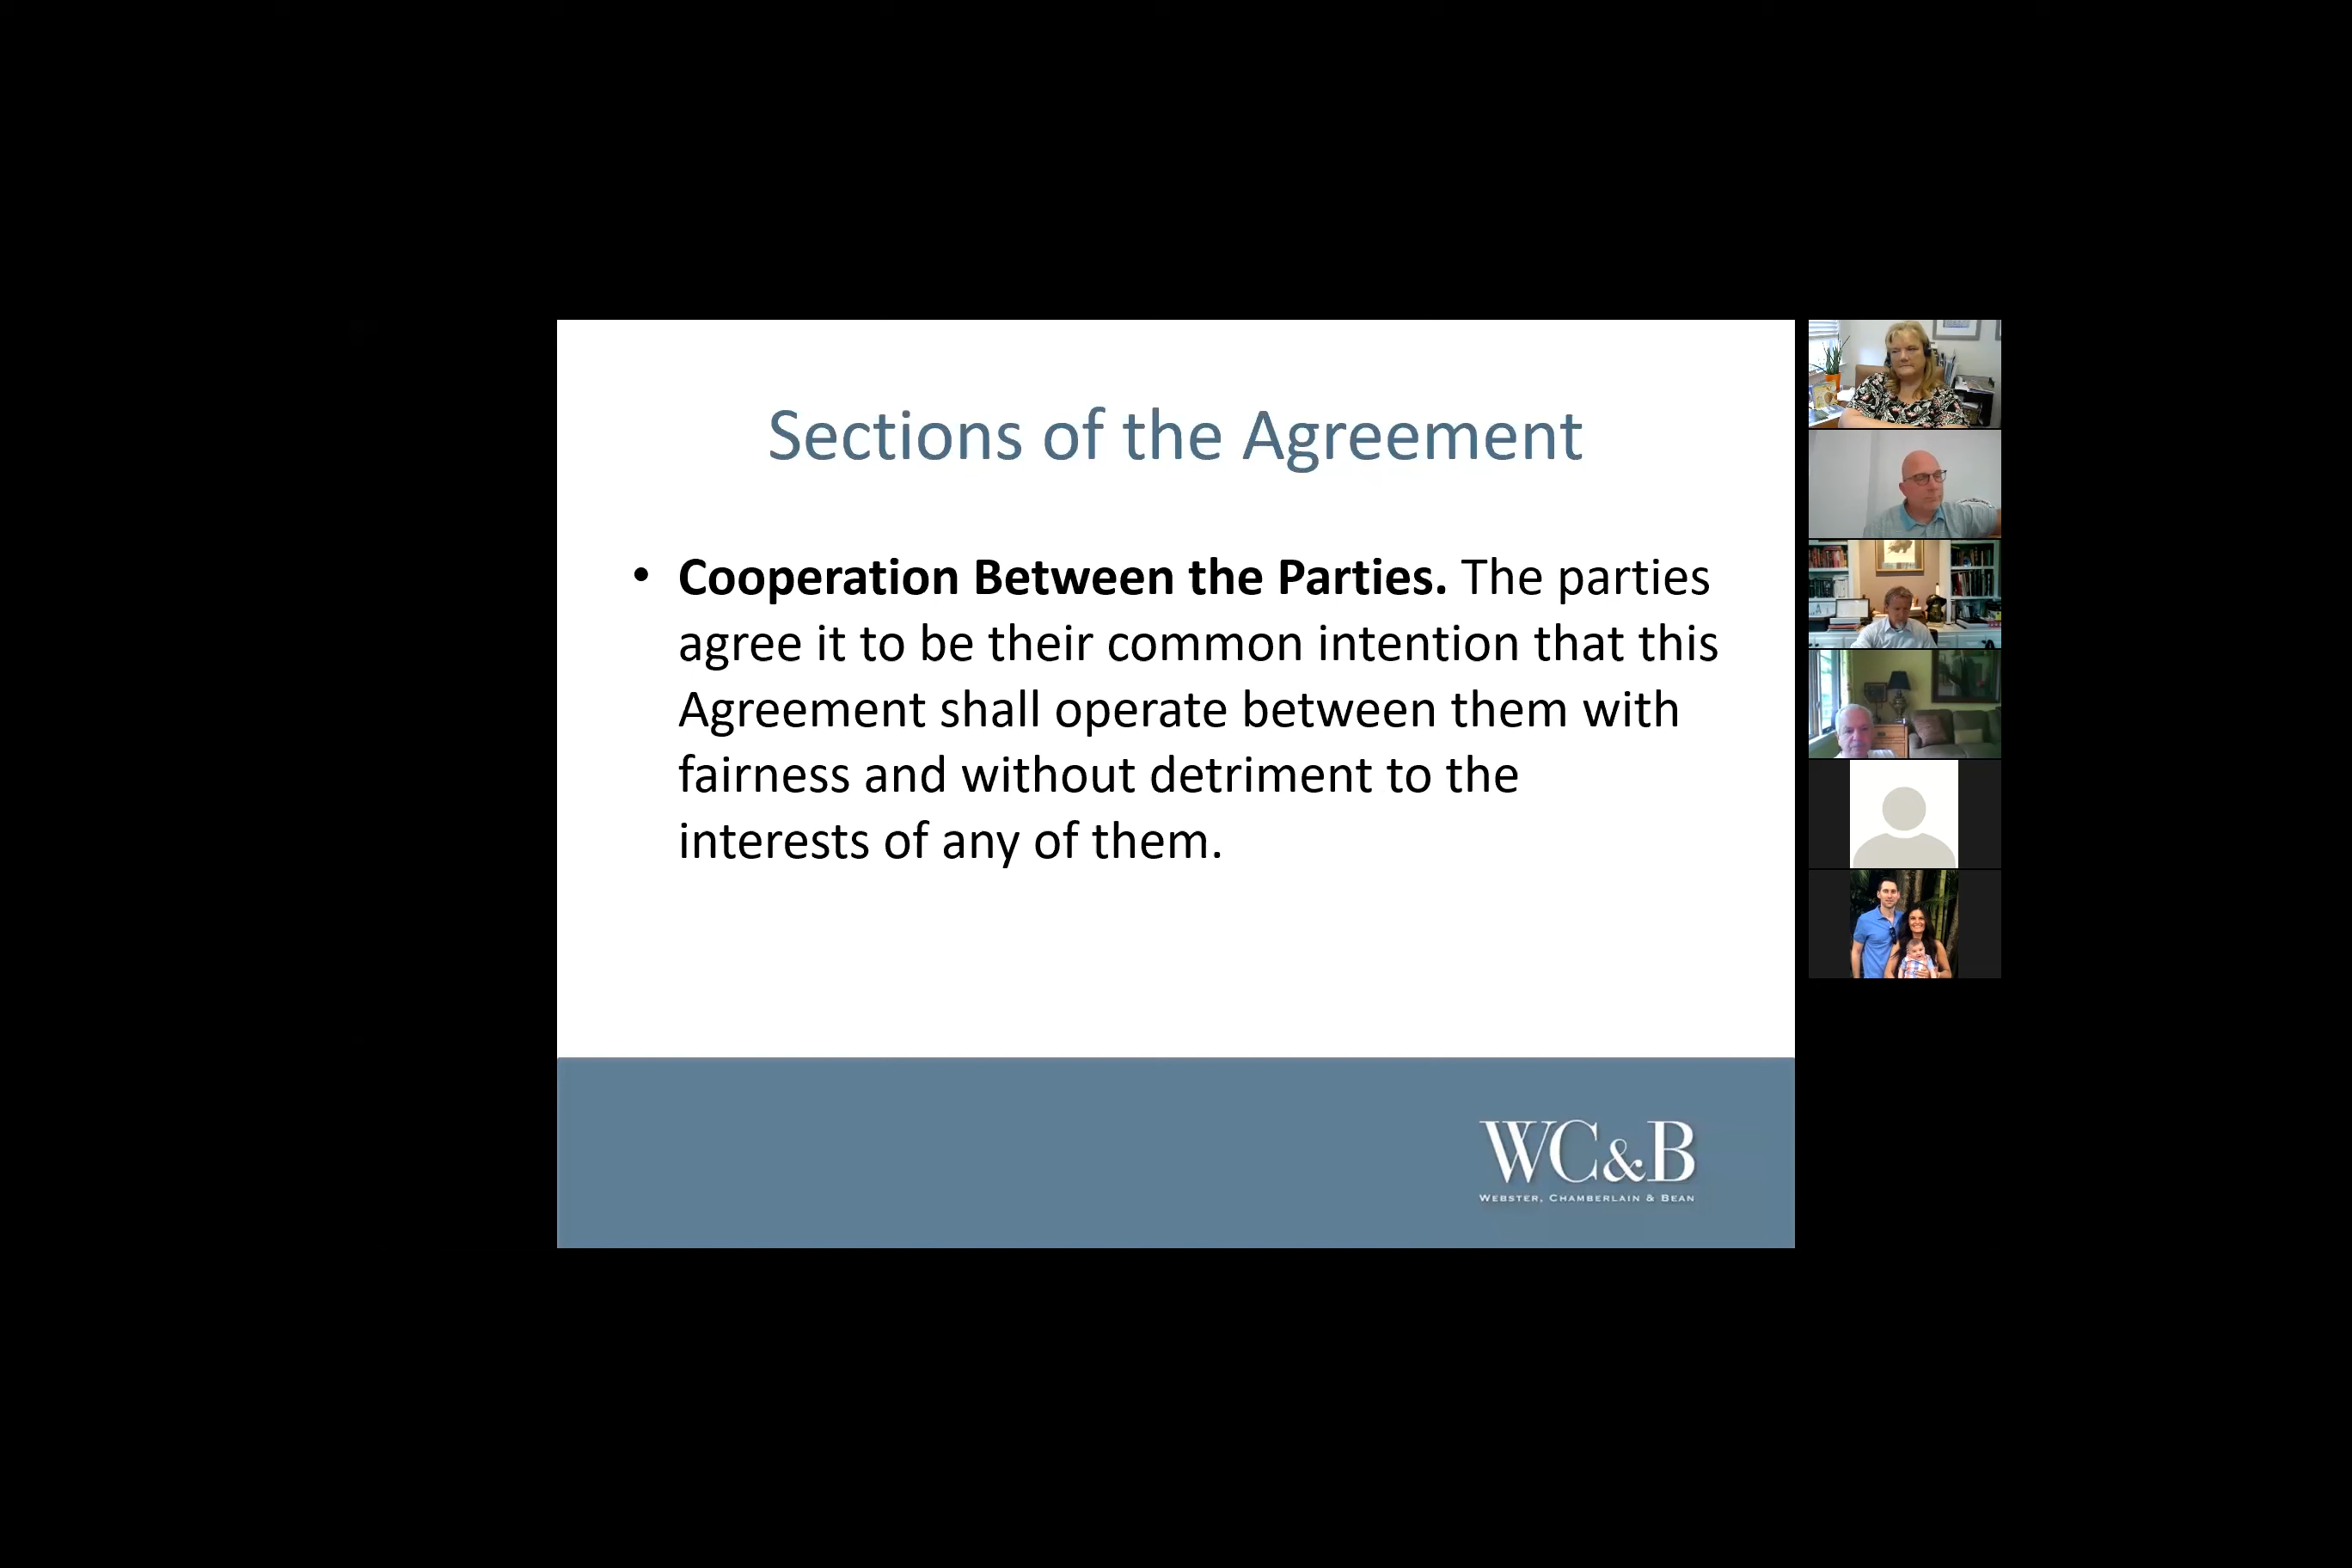 Sections of the Agreement
• Cooperation Between the Parties. The parties
agree it to be their common intention that this
Agreement shall operate between them with
fairness and without detriment to the
interests of any of them.
WC&B
WEBSTER, CHAMBERLAIN & BEAN